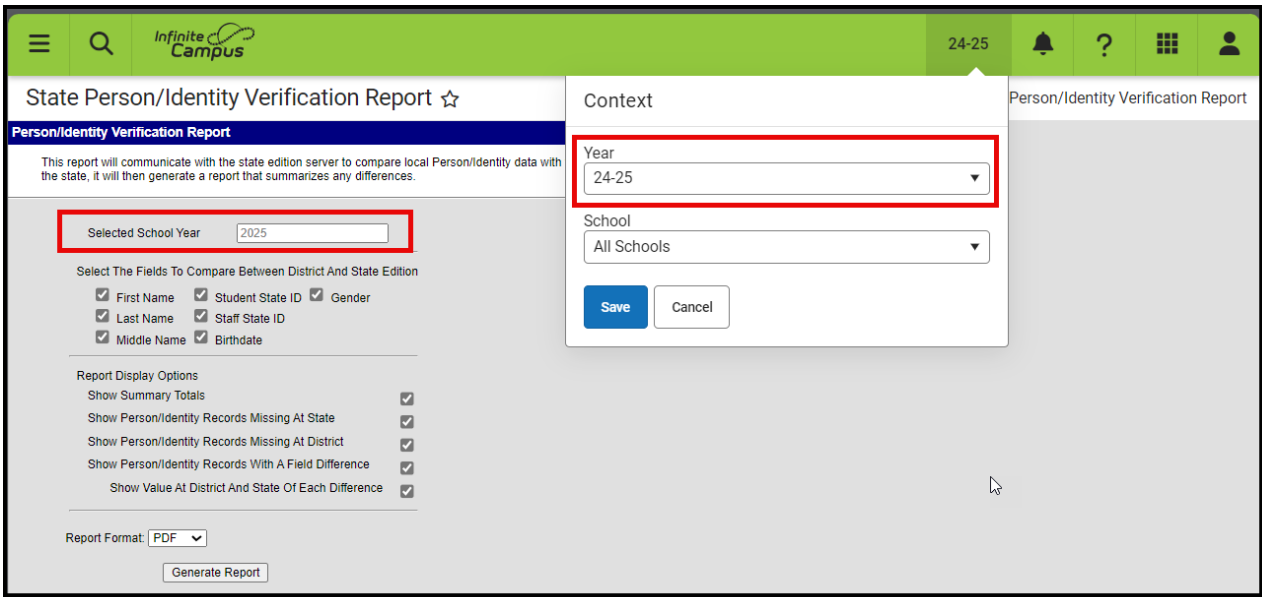 Infinite
Campus
24-25
?
State Person/Identity Verification Report
Person/Identity Verification Report
Person/Identity Verification Report
This report will communicate with the state edition server to compare local Person/Identity data with
the state, it will then generate a report that summarizes any differences.
Selected School Year 2025
Select The Fields To Compare Between District And State Edition
First Name Student State ID Gender
Last Name Staff State ID
Middle Name Birthdate
Report Display Options
Show Summary Totals
Show Person/Identity Records Missing At State
Show Person/Identity Records Missing At District
Show Person/Identity Records With A Field Difference
Show Value At District And State Of Each Difference
Report Format: PDF
Generate Report
Context
Year
24-25
School
All Schools
Save Cancel